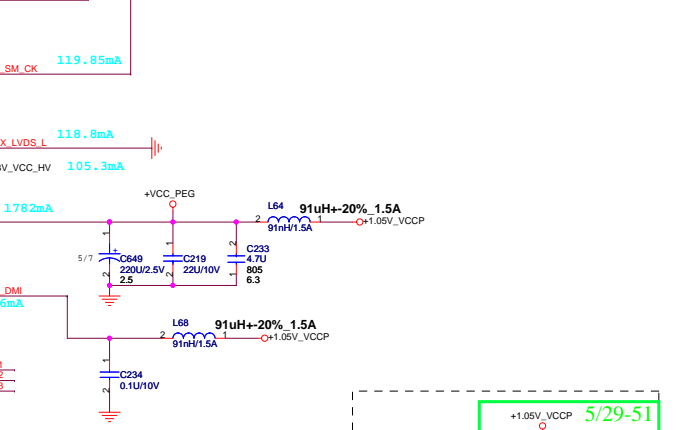 119.85mA
_SM_CK
118.8mA
X_LVDS_L
V_VCC_HV 105.3mA
1782mA
+VCC_PEG
L64 91uH+-20%_1.5A
2 1
91nH/1.5A
+1.05V_VCCP
1 1 2
5/7
+
C649 C219 C233
220U/2.5V 22U/10V 4.7U
2.5 805
6.3
2 2 1
_DMI
6mA
L68 91uH+-20%_1.5A
2 1
91nH/1.5A
+1.05V_VCCP
1
C234
0.1U/10V
2
1
2
3
+1.05V_VCCP 5/29-51